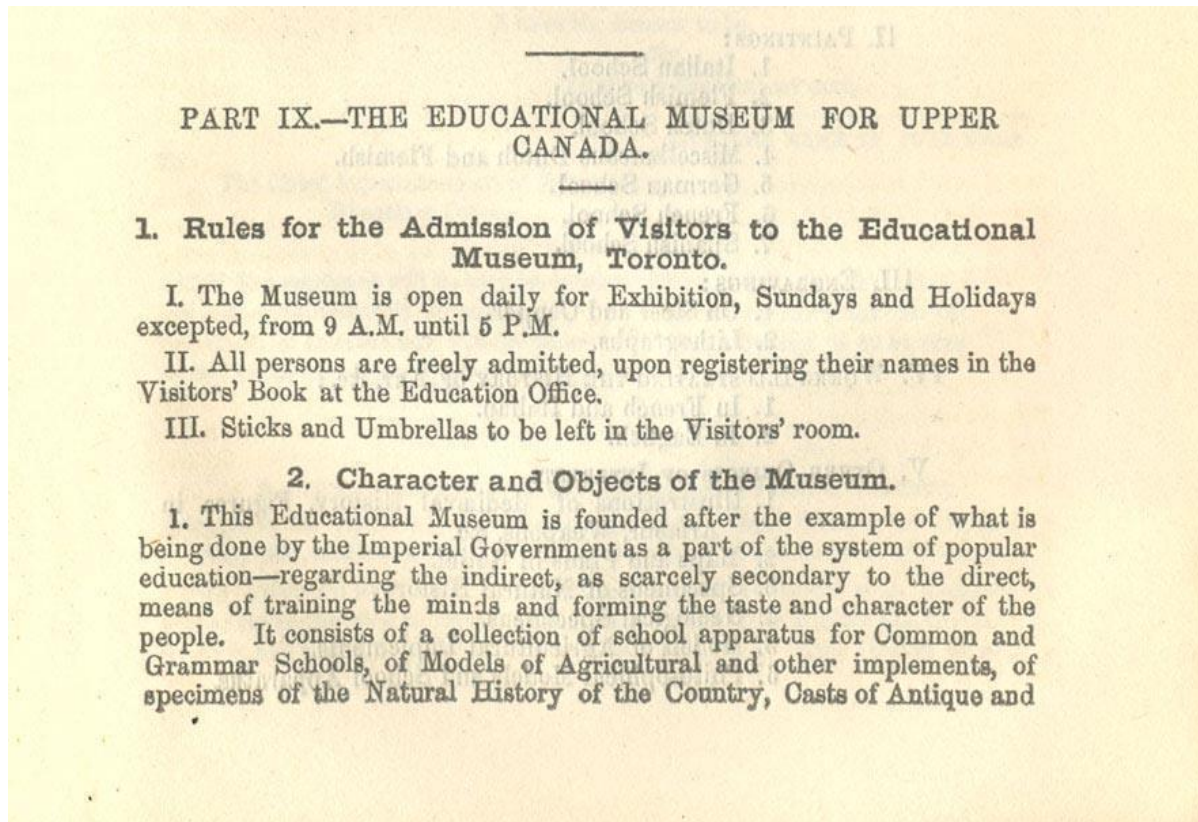 PART IX.—THE EDUCATIONAL MUSEUM FOR UPPER
CANADA.
1. Rules for the Admission of Visitors to the Educational
Museum, Toronto.
I. The Museum is open daily for Exhibition, Sundays and Holidays
excepted, from 9 A.M. until 5 P.M.
II. All persons are freely admitted, upon registering their names in the
Visitors' Book at the Education Office.
III. Sticks and Umbrellas to be left in the Visitors' room.
2. Character and Objects of the Museum.
1. This Educational Museum is founded after the example of what is
being done by the Imperial Government as a part of the system of popular
education—regarding the indirect, as scarcely secondary to the direct,
means of training the minds and forming the taste and character of the
people. It consists of a collection of school apparatus for Common and
Grammar Schools, of Models of Agricultural and other implements, of
specimens of the Natural History of the Country, Casts of Antique and